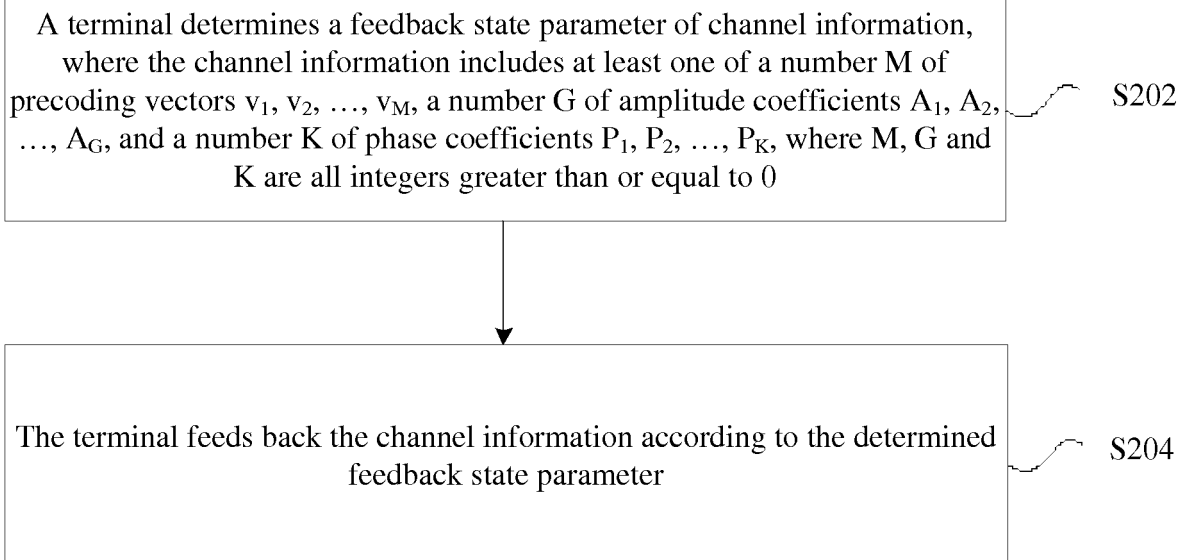 A terminal determines a feedback state parameter of channel information,
where the channel information includes at least one of a number M of
precoding vectors v₁, v₂, …, v_M, a number G of amplitude coefficients A₁, A₂,
…, A_G, and a number K of phase coefficients P₁, P₂, …, P_K, where M, G and
K are all integers greater than or equal to 0
S202
The terminal feeds back the channel information according to the determined
feedback state parameter
S204